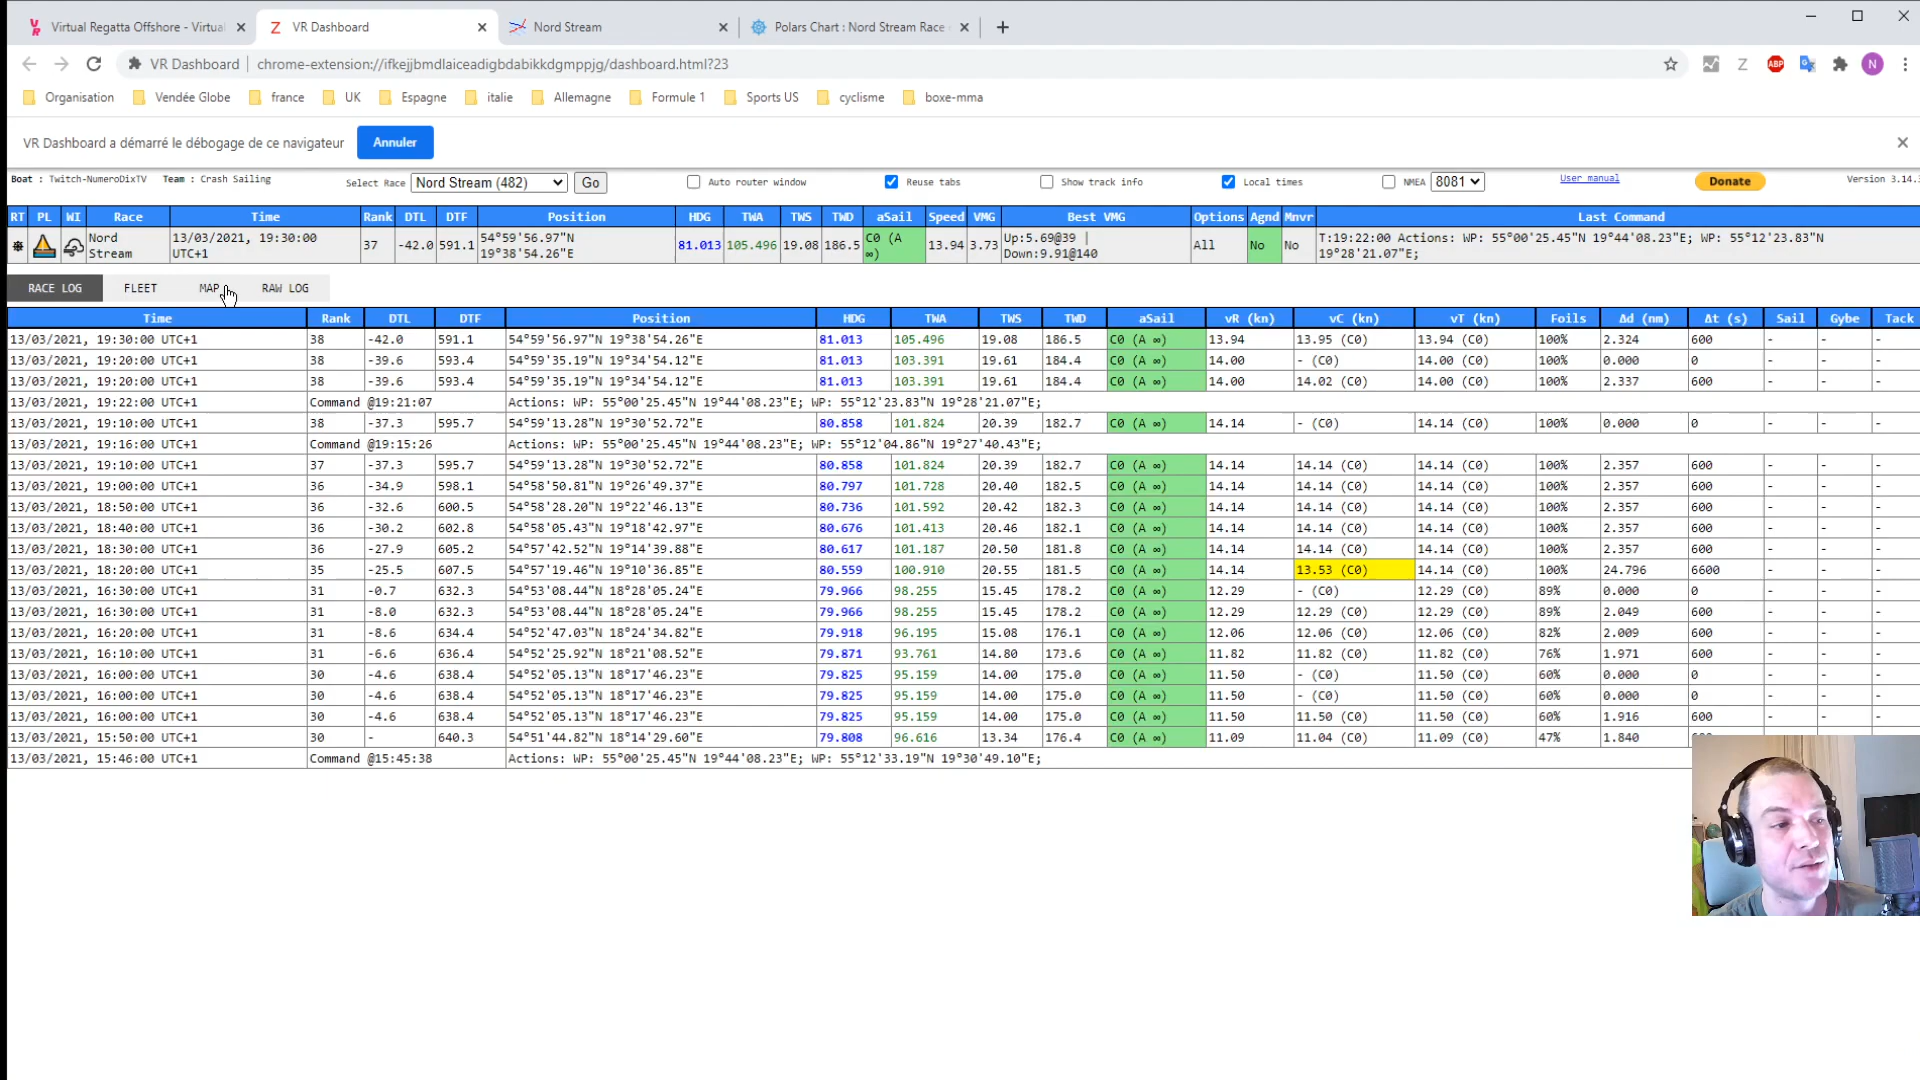 Virtual Regatta Offshore - Virtual
VR Dashboard
Nord Stream
Polars Chart : Nord Stream Race
VR Dashboard | chrome-extension://ifkejjbmdlaiceadigbdabikkdgmppjg/dashboard.html?23
Organisation Vendée Globe france UK Espagne italie Allemagne Formule 1 Sports US cyclisme boxe-mma
VR Dashboard a démarré le débogage de ce navigateur Annuler
Boat : Twitch-NumeroDixTV Team : Crash Sailing Select Race Nord Stream (482) Go Auto router window Reuse tabs Show track info Local times NMEA 8081 User manual Donate Version 3.14.
RT PL WI Race Time Rank DTL DTF Position HDG TWA TWS TWD aSail Speed VMG Best VMG Options Agnd Mnvr Last Command
Nord Stream 13/03/2021, 19:30:00 UTC+1 37 -42.0 591.1 54°59'56.97"N 19°38'54.26"E 81.013 105.496 19.08 186.5 C0 (A ∞) 13.94 3.73 Up:5.69@39 | Down:9.91@140 All No No T:19:22:00 Actions: WP: 55°00'25.45"N 19°44'08.23"E; WP: 55°12'23.83"N 19°28'21.07"E;
RACE LOG FLEET MAP RAW LOG
Time Rank DTL DTF Position HDG TWA TWS TWD aSail vR (kn) vC (kn) vT (kn) Foils Δd (nm) Δt (s) Sail Gybe Tack
13/03/2021, 19:30:00 UTC+1 38 -42.0 591.1 54°59'56.97"N 19°38'54.26"E 81.013 105.496 19.08 186.5 C0 (A ∞) 13.94 13.95 (C0) 13.94 (C0) 100% 2.324 600 - - -
13/03/2021, 19:20:00 UTC+1 38 -39.6 593.4 54°59'35.19"N 19°34'54.12"E 81.013 103.391 19.61 184.4 C0 (A ∞) 14.00 - (C0) 14.00 (C0) 100% 0.000 0 - - -
13/03/2021, 19:20:00 UTC+1 38 -39.6 593.4 54°59'35.19"N 19°34'54.12"E 81.013 103.391 19.61 184.4 C0 (A ∞) 14.00 14.02 (C0) 14.00 (C0) 100% 2.337 600 - - -
13/03/2021, 19:22:00 UTC+1 Command @19:21:07 Actions: WP: 55°00'25.45"N 19°44'08.23"E; WP: 55°12'23.83"N 19°28'21.07"E;
13/03/2021, 19:10:00 UTC+1 38 -37.3 595.7 54°59'13.28"N 19°30'52.72"E 80.858 101.824 20.39 182.7 C0 (A ∞) 14.14 - (C0) 14.14 (C0) 100% 0.000 0 - - -
13/03/2021, 19:16:00 UTC+1 Command @19:15:26 Actions: WP: 55°00'25.45"N 19°44'08.23"E; WP: 55°12'04.86"N 19°27'40.43"E;
13/03/2021, 19:10:00 UTC+1 37 -37.3 595.7 54°59'13.28"N 19°30'52.72"E 80.858 101.824 20.39 182.7 C0 (A ∞) 14.14 14.14 (C0) 14.14 (C0) 100% 2.357 600 - - -
13/03/2021, 19:00:00 UTC+1 36 -34.9 598.1 54°58'50.81"N 19°26'49.37"E 80.797 101.728 20.40 182.5 C0 (A ∞) 14.14 14.14 (C0) 14.14 (C0) 100% 2.357 600 - - -
13/03/2021, 18:50:00 UTC+1 36 -32.6 600.5 54°58'28.20"N 19°22'46.13"E 80.736 101.592 20.42 182.3 C0 (A ∞) 14.14 14.14 (C0) 14.14 (C0) 100% 2.357 600 - - -
13/03/2021, 18:40:00 UTC+1 36 -30.2 602.8 54°58'05.43"N 19°18'42.97"E 80.676 101.413 20.46 182.1 C0 (A ∞) 14.14 14.14 (C0) 14.14 (C0) 100% 2.357 600 - - -
13/03/2021, 18:30:00 UTC+1 36 -27.9 605.2 54°57'42.52"N 19°14'39.88"E 80.617 101.187 20.50 181.8 C0 (A ∞) 14.14 14.14 (C0) 14.14 (C0) 100% 2.357 600 - - -
13/03/2021, 18:20:00 UTC+1 35 -25.5 607.5 54°57'19.46"N 19°10'36.85"E 80.559 100.910 20.55 181.5 C0 (A ∞) 14.14 13.53 (C0) 14.14 (C0) 100% 24.796 6600 - - -
13/03/2021, 16:30:00 UTC+1 31 -0.7 632.3 54°53'08.44"N 18°28'05.24"E 79.966 98.255 15.45 178.2 C0 (A ∞) 12.29 - (C0) 12.29 (C0) 89% 0.000 0 - - -
13/03/2021, 16:30:00 UTC+1 31 -8.0 632.3 54°53'08.44"N 18°28'05.24"E 79.966 98.255 15.45 178.2 C0 (A ∞) 12.29 12.29 (C0) 12.29 (C0) 89% 2.049 600 - - -
13/03/2021, 16:20:00 UTC+1 31 -8.6 634.4 54°52'47.03"N 18°24'34.82"E 79.918 96.195 15.08 176.1 C0 (A ∞) 12.06 12.06 (C0) 12.06 (C0) 82% 2.009 600 - - -
13/03/2021, 16:10:00 UTC+1 31 -6.6 636.4 54°52'25.92"N 18°21'08.52"E 79.871 93.761 14.80 173.6 C0 (A ∞) 11.82 11.82 (C0) 11.82 (C0) 76% 1.971 600 - - -
13/03/2021, 16:00:00 UTC+1 30 -4.6 638.4 54°52'05.13"N 18°17'46.23"E 79.825 95.159 14.00 175.0 C0 (A ∞) 11.50 - (C0) 11.50 (C0) 60% 0.000 0 - - -
13/03/2021, 16:00:00 UTC+1 30 -4.6 638.4 54°52'05.13"N 18°17'46.23"E 79.825 95.159 14.00 175.0 C0 (A ∞) 11.50 - (C0) 11.50 (C0) 60% 0.000 0 - - -
13/03/2021, 16:00:00 UTC+1 30 -4.6 638.4 54°52'05.13"N 18°17'46.23"E 79.825 95.159 14.00 175.0 C0 (A ∞) 11.50 11.50 (C0) 11.50 (C0) 60% 1.916 600 - - -
13/03/2021, 15:50:00 UTC+1 30 - 640.3 54°51'44.82"N 18°14'29.60"E 79.808 96.616 13.34 176.4 C0 (A ∞) 11.09 11.04 (C0) 11.09 (C0) 47% 1.840
13/03/2021, 15:46:00 UTC+1 Command @15:45:38 Actions: WP: 55°00'25.45"N 19°44'08.23"E; WP: 55°12'33.19"N 19°30'49.10"E;